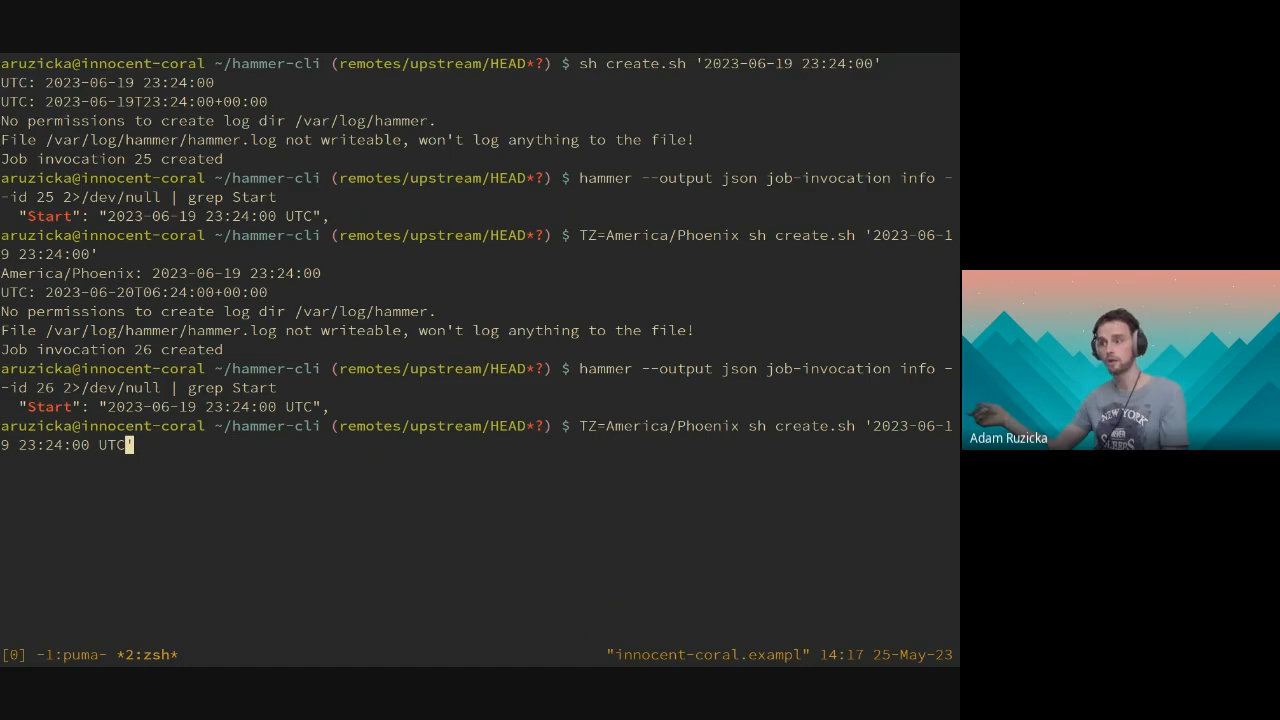 aruzicka@innocent-coral ~/hammer-cli (remotes/upstream/HEAD*?) $ sh create.sh '2023-06-19 23:24:00'
UTC: 2023-06-19 23:24:00
UTC: 2023-06-19T23:24:00+00:00
No permissions to create log dir /var/log/hammer.
File /var/log/hammer/hammer.log not writeable, won't log anything to the file!
Job invocation 25 created
aruzicka@innocent-coral ~/hammer-cli (remotes/upstream/HEAD*?) $ hammer --output json job-invocation info -
-id 25 2>/dev/null | grep Start
"Start": "2023-06-19 23:24:00 UTC",
aruzicka@innocent-coral ~/hammer-cli (remotes/upstream/HEAD*?) $ TZ=America/Phoenix sh create.sh '2023-06-1
9 23:24:00'
America/Phoenix: 2023-06-19 23:24:00
UTC: 2023-06-20T06:24:00+00:00
No permissions to create log dir /var/log/hammer.
File /var/log/hammer/hammer.log not writeable, won't log anything to the file!
Job invocation 26 created
aruzicka@innocent-coral ~/hammer-cli (remotes/upstream/HEAD*?) $ hammer --output json job-invocation info -
-id 26 2>/dev/null | grep Start
"Start": "2023-06-19 23:24:00 UTC",
aruzicka@innocent-coral ~/hammer-cli (remotes/upstream/HEAD*?) $ TZ=America/Phoenix sh create.sh '2023-06-1
9 23:24:00 UTC'
[0] -1:puma- *2:zsh* "innocent-coral.exampl" 14:17 25-May-23
NEW YORK
NEVER
SLEEPS
Adam Ruzicka